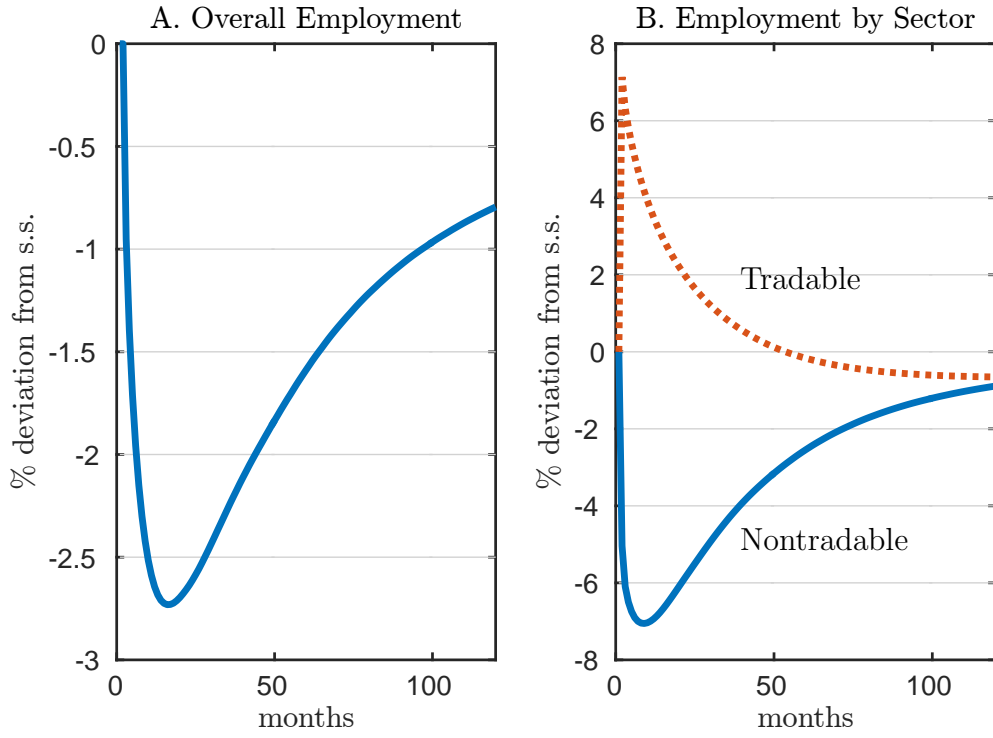 A. Overall Employment
0
-0.5
-1
-1.5
-2
-2.5
-3
% deviation from s.s.
0
50
100
months
B. Employment by Sector
8
6
4
2
0
-2
-4
-6
-8
% deviation from s.s.
Tradable
Nontradable
0
50
100
months